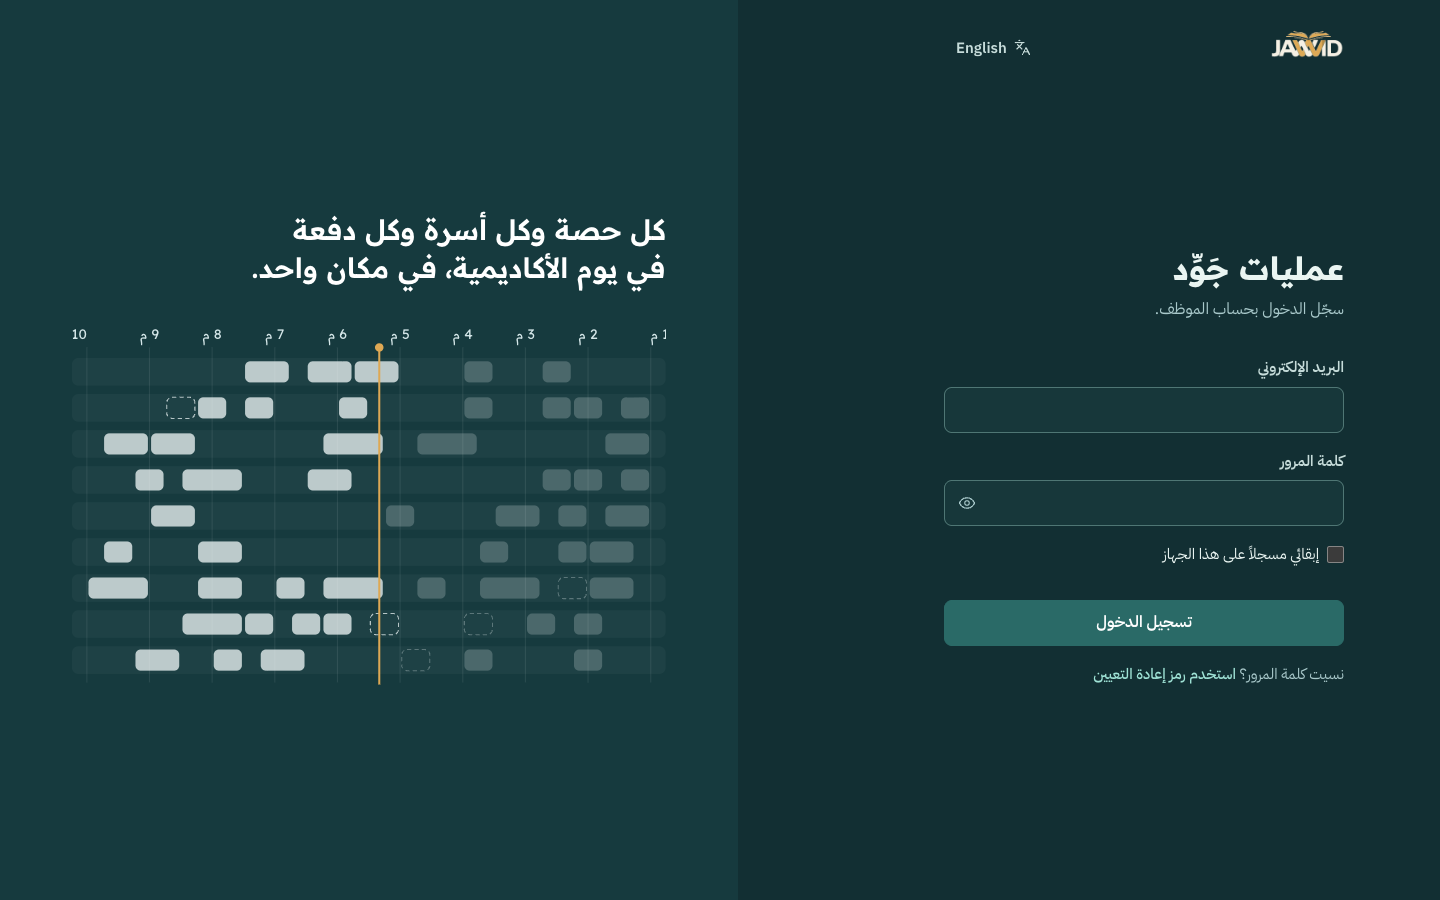 JAWWID
English
عمليات جَوِّد
سجّل الدخول بحساب الموظف.
البريد الإلكتروني
كلمة المرور
إبقائي مسجلاً على هذا الجهاز
تسجيل الدخول
نسيت كلمة المرور؟ استخدم رمز إعادة التعيين
كل حصة وكل أسرة وكل دفعة
في يوم الأكاديمية، في مكان واحد.
1 م 2 م 3 م 4 م 5 م 6 م 7 م 8 م 9 م 10